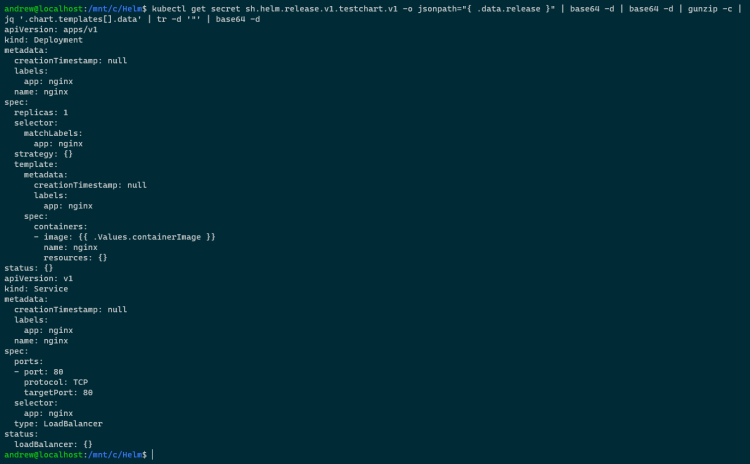 andrew@localhost:/mnt/c/Helm$ kubectl get secret sh.helm.release.v1.testchart.v1 -o jsonpath="{ .data.release }" | base64 -d | base64 -d | gunzip -c |
jq '.chart.templates[].data' | tr -d '"' | base64 -d
apiVersion: apps/v1
kind: Deployment
metadata:
  creationTimestamp: null
  labels:
    app: nginx
  name: nginx
spec:
  replicas: 1
  selector:
    matchLabels:
      app: nginx
  strategy: {}
  template:
    metadata:
      creationTimestamp: null
      labels:
        app: nginx
    spec:
      containers:
      - image: {{ .Values.containerImage }}
        name: nginx
        resources: {}
status: {}
apiVersion: v1
kind: Service
metadata:
  creationTimestamp: null
  labels:
    app: nginx
  name: nginx
spec:
  ports:
  - port: 80
    protocol: TCP
    targetPort: 80
  selector:
    app: nginx
  type: LoadBalancer
status:
  loadBalancer: {}
andrew@localhost:/mnt/c/Helm$